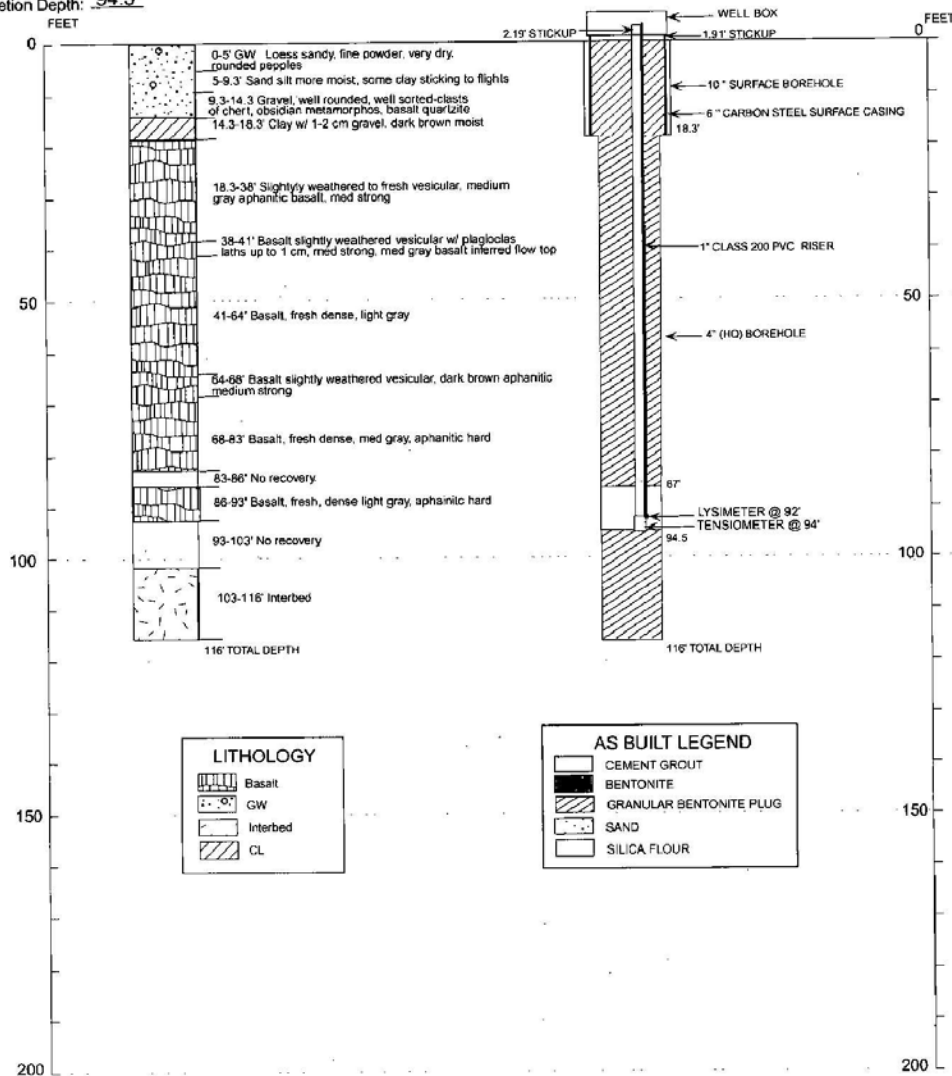 etion Depth: 94.5'
FEET
0
50
100
150
200
0-5' GW Loess sandy, fine powder, very dry.
rounded pepples
5-9.3' Sand silt more moist, some clay sticking to flights
9.3-14.3 Gravel, well rounded, well sorted-clasts
of chert, obsidian metamorphos, basalt quartzite
14.3-18.3' Clay w/ 1-2 cm gravel, dark brown moist
18.3-38' Slightlyly weathered to fresh vesicular, medium
gray aphanitic basalt, med strong
38-41' Basalt slightly weathered vesicular w/ plagioclas
laths up to 1 cm, med strong, med gray basalt inferred flow top
41-64' Basalt, fresh dense, light gray
64-68' Basalt slightly weathered vesicular, dark brown aphanitic
medium strong
68-83' Basalt, fresh dense, med gray, aphanitic hard
83-86' No recovery
86-93' Basalt, fresh, dense light gray, aphainitc hard
93-103' No recovery
103-116' Interbed
116' TOTAL DEPTH
WELL BOX
2.19' STICKUP
1.91' STICKUP
10" SURFACE BOREHOLE
6" CARBON STEEL SURFACE CASING
18.3'
1" CLASS 200 PVC RISER
4" (HQ) BOREHOLE
87'
LYSIMETER @ 92'
TENSIOMETER @ 94'
94.5
116' TOTAL DEPTH
FEET
0
50
100
150
200
LITHOLOGY
Basalt
GW
Interbed
CL
AS BUILT LEGEND
CEMENT GROUT
BENTONITE
GRANULAR BENTONITE PLUG
SAND
SILICA FLOUR